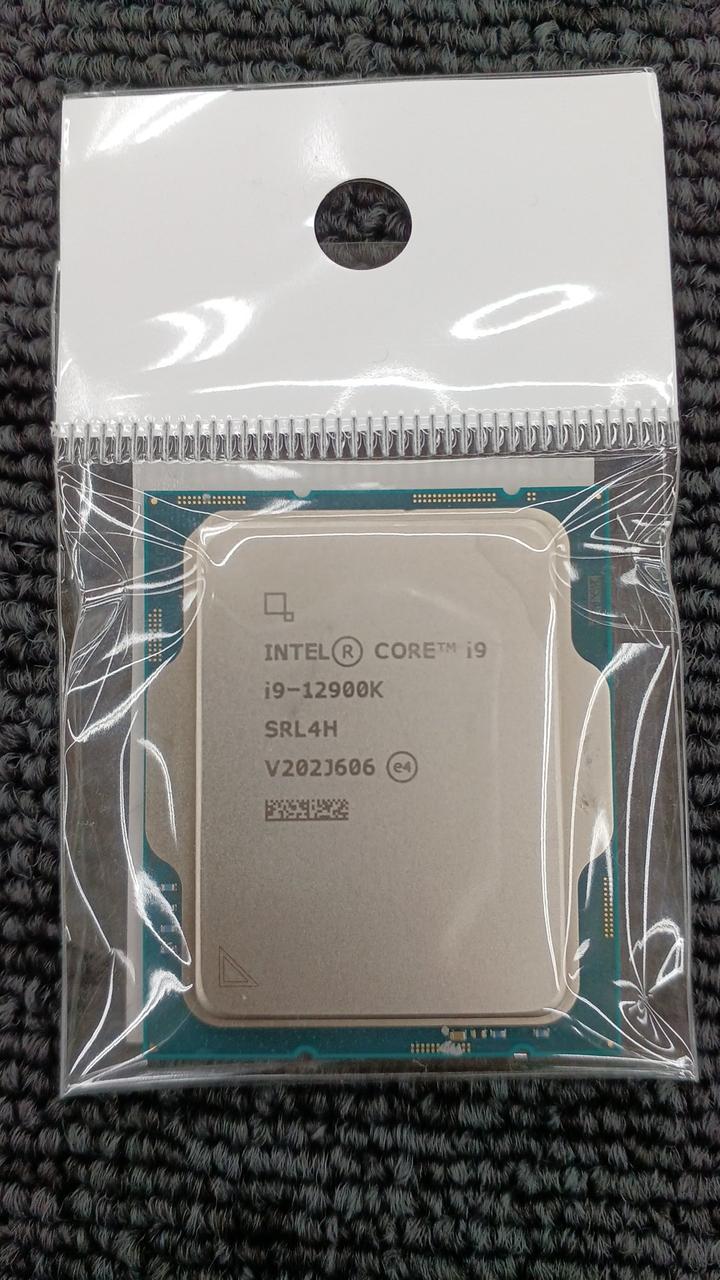 INTEL® CORE™ i9
i9-12900K
SRL4H
V202J606 e4